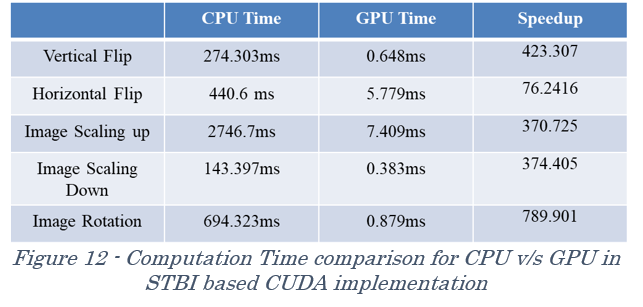 CPU Time GPU Time Speedup
Vertical Flip 274.303ms 0.648ms 423.307
Horizontal Flip 440.6 ms 5.779ms 76.2416
Image Scaling up 2746.7ms 7.409ms 370.725
Image Scaling 143.397ms 0.383ms 374.405
Down
Image Rotation 694.323ms 0.879ms 789.901
Figure 12 - Computation Time comparison for CPU v/s GPU in
STBI based CUDA implementation